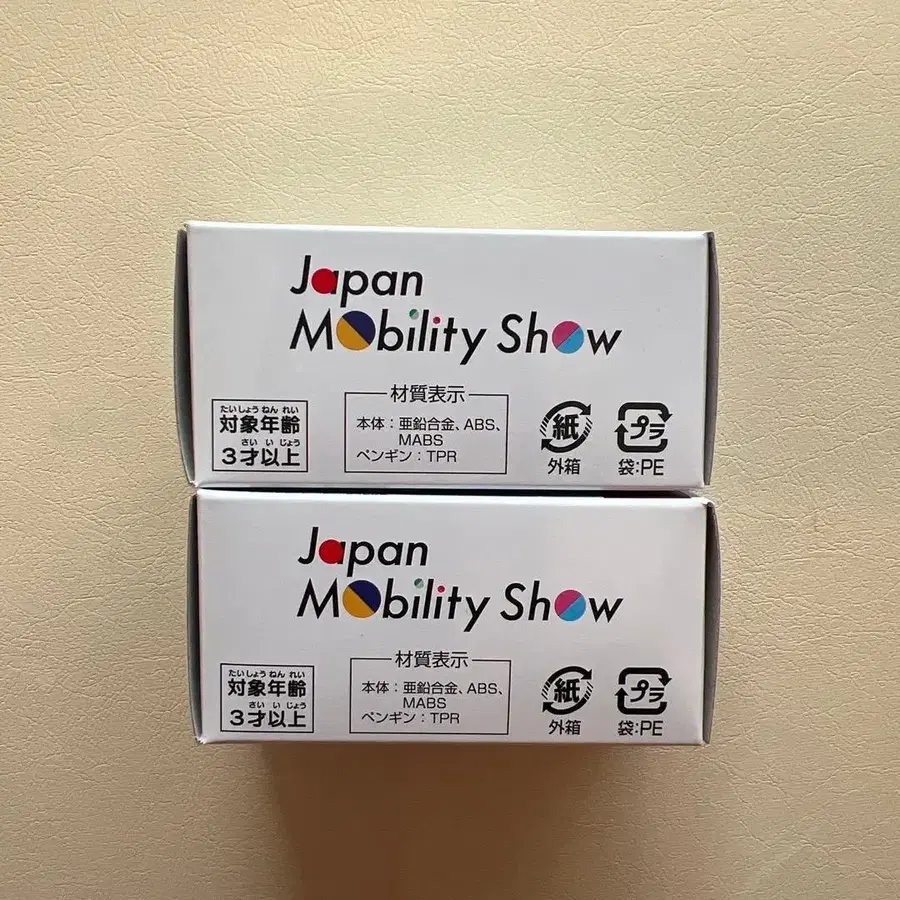 Japan
Mobility Show
たいしょうねんれい
対象年齢
さいいじょう
3才以上
材質表示
本体：亜鉛合金、ABS、
MABS
ペンギン：TPR
紙
外箱
プラ
袋:PE
Japan
Mobility Show
たいしょうねんれい
対象年齢
さいいじょう
3才以上
材質表示
本体：亜鉛合金、ABS、
MABS
ペンギン：TPR
紙
外箱
プラ
袋:PE